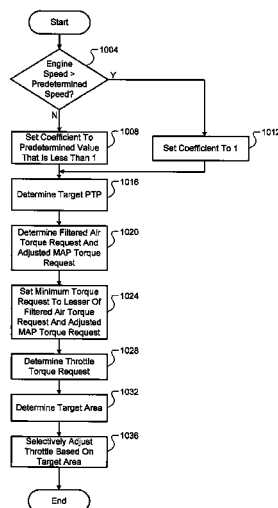 Start
1004
Engine
Speed >
Predetermined
Speed?
Y
N
1008
Set Coefficient To
Predetermined Value
That Is Less Than 1
1012
Set Coefficient To 1
1016
Determine Target PTP
1020
Determine Filtered Air
Torque Request And
Adjusted MAP Torque
Request
1024
Set Minimum Torque
Request To Lesser Of
Filtered Air Torque
Request And Adjusted
MAP Torque Request
1028
Determine Throttle
Torque Request
1032
Determine Target Area
1036
Selectively Adjust
Throttle Based On
Target Area
End